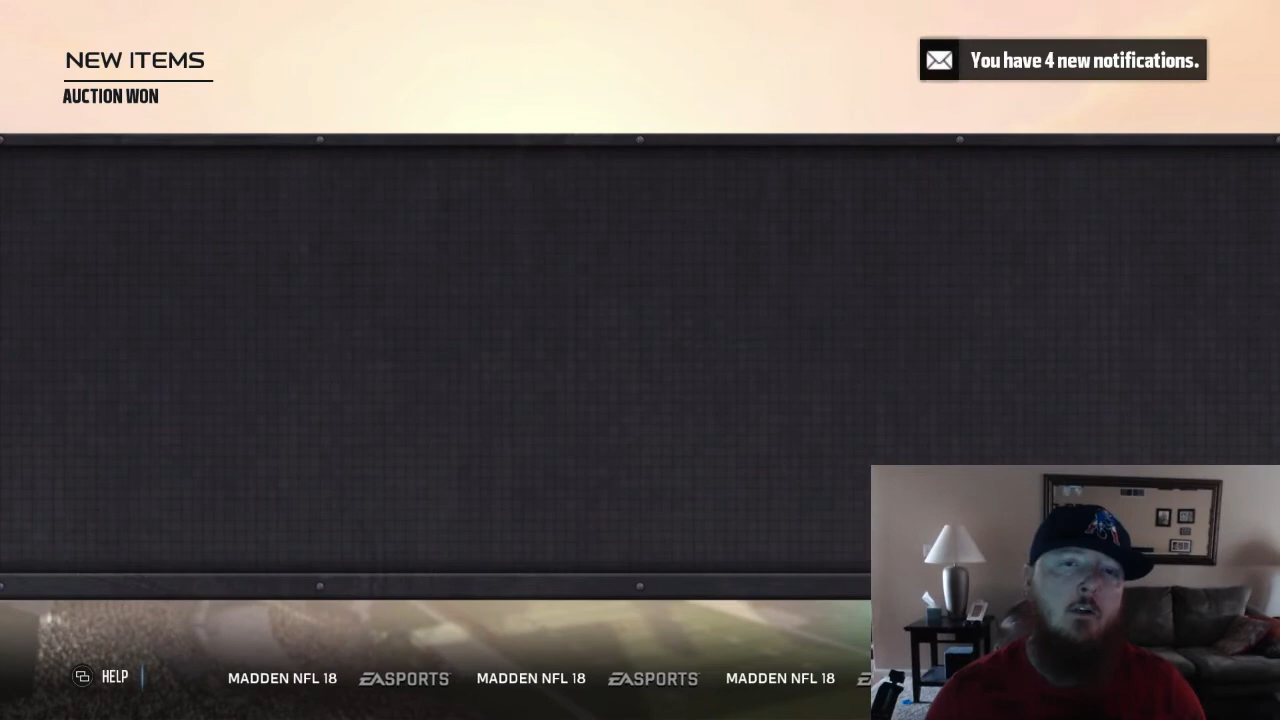 NEW ITEMS
AUCTION WON
You have 4 new notifications.
HELP
MADDEN NFL 18 EA SPORTS MADDEN NFL 18 EA SPORTS MADDEN NFL 18 E